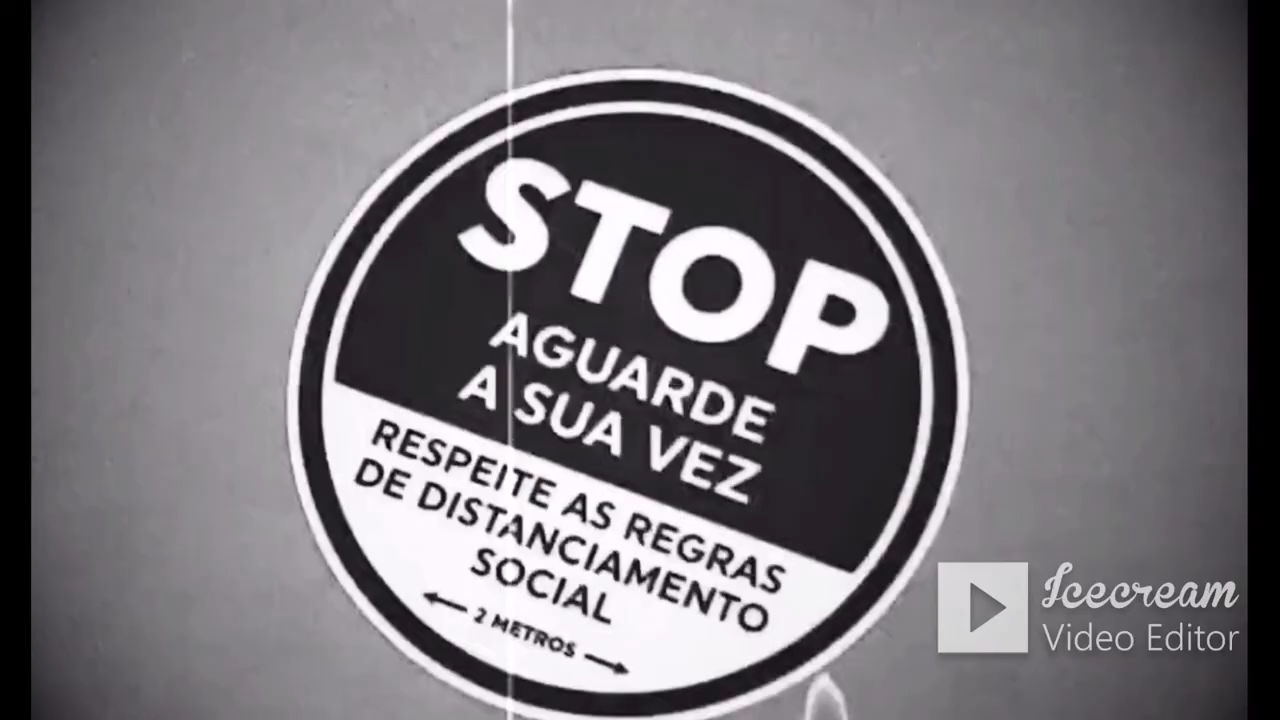 STOP
AGUARDE
A SUA VEZ
RESPEITE AS REGRAS
DE DISTANCIAMENTO
SOCIAL
2 METROS
Icecream
Video Editor